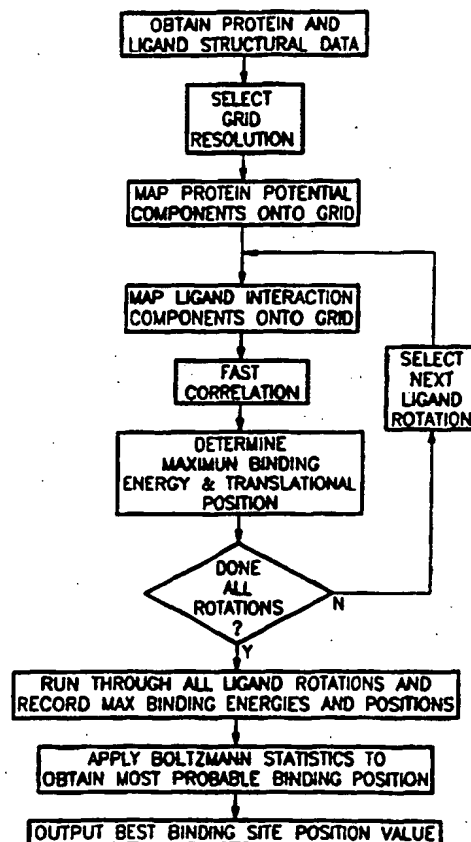 OBTAIN PROTEIN AND
LIGAND STRUCTURAL DATA
SELECT
GRID
RESOLUTION
MAP PROTEIN POTENTIAL
COMPONENTS ONTO GRID
MAP LIGAND INTERACTION
COMPONENTS ONTO GRID
SELECT
NEXT
LIGAND
ROTATION
FAST
CORRELATION
DETERMINE
MAXIMUN BINDING
ENERGY & TRANSLATIONAL
POSITION
DONE
ALL
ROTATIONS
?
N
Y
RUN THROUGH ALL LIGAND ROTATIONS AND
RECORD MAX BINDING ENERGIES AND POSITIONS
APPLY BOLTZMANN STATISTICS TO
OBTAIN MOST PROBABLE BINDING POSITION
OUTPUT BEST BINDING SITE POSITION VALUE